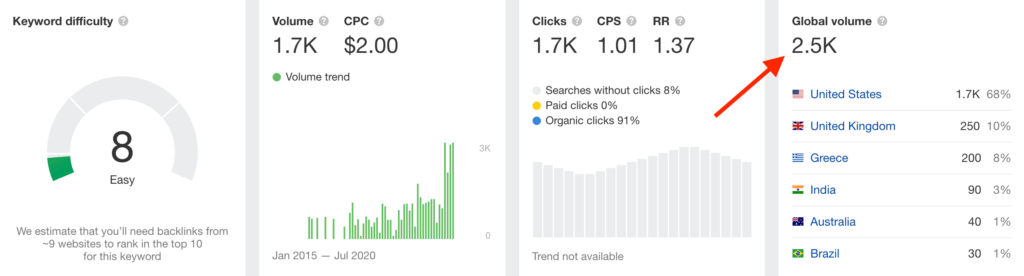 Keyword difficulty ?
8
Easy
We estimate that you'll need backlinks from
~9 websites to rank in the top 10
for this keyword
Volume ? CPC ?
1.7K $2.00
Volume trend
3K
0
Jan 2015 — Jul 2020
Clicks ? CPS ? RR ?
1.7K 1.01 1.37
Searches without clicks 8%
Paid clicks 0%
Organic clicks 91%
Trend not available
Global volume ?
2.5K
United States 1.7K 68%
United Kingdom 250 10%
Greece 200 8%
India 90 3%
Australia 40 1%
Brazil 30 1%